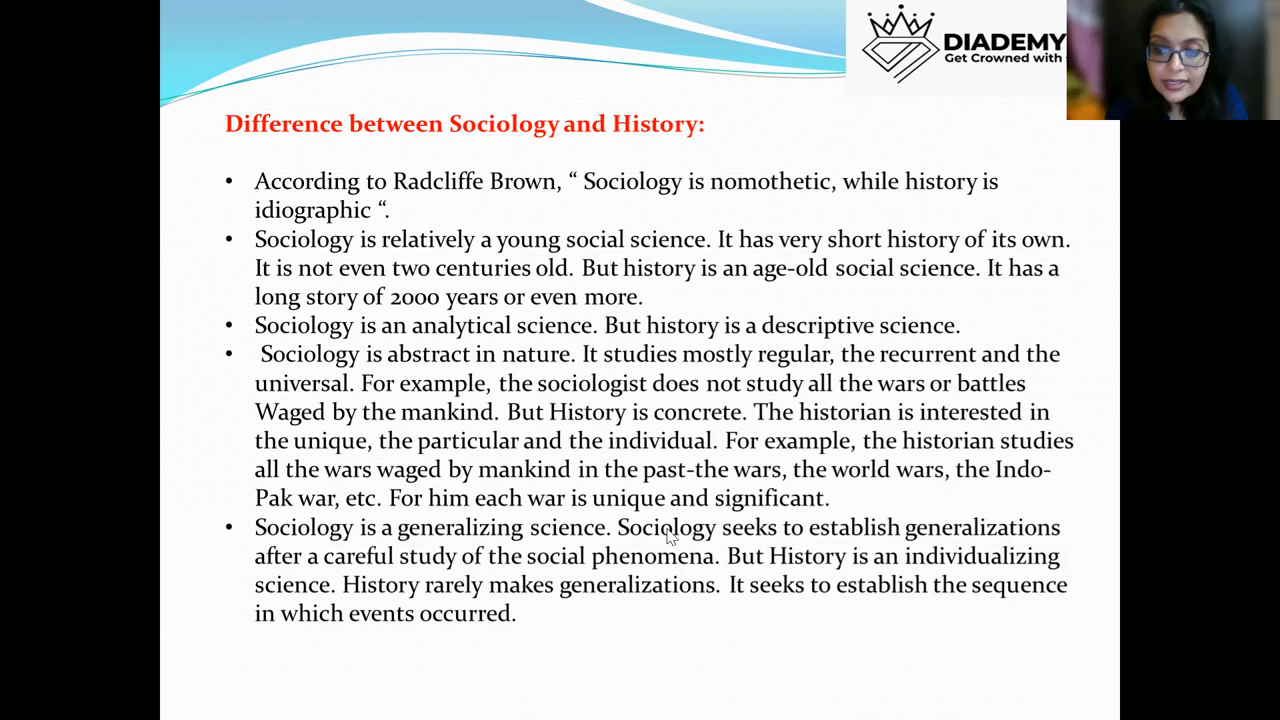 DIADEMY
Get Crowned with
Difference between Sociology and History:
• According to Radcliffe Brown, “ Sociology is nomothetic, while history is
idiographic “.
• Sociology is relatively a young social science. It has very short history of its own.
It is not even two centuries old. But history is an age-old social science. It has a
long story of 2000 years or even more.
• Sociology is an analytical science. But history is a descriptive science.
• Sociology is abstract in nature. It studies mostly regular, the recurrent and the
universal. For example, the sociologist does not study all the wars or battles
Waged by the mankind. But History is concrete. The historian is interested in
the unique, the particular and the individual. For example, the historian studies
all the wars waged by mankind in the past-the wars, the world wars, the Indo-
Pak war, etc. For him each war is unique and significant.
• Sociology is a generalizing science. Sociology seeks to establish generalizations
after a careful study of the social phenomena. But History is an individualizing
science. History rarely makes generalizations. It seeks to establish the sequence
in which events occurred.